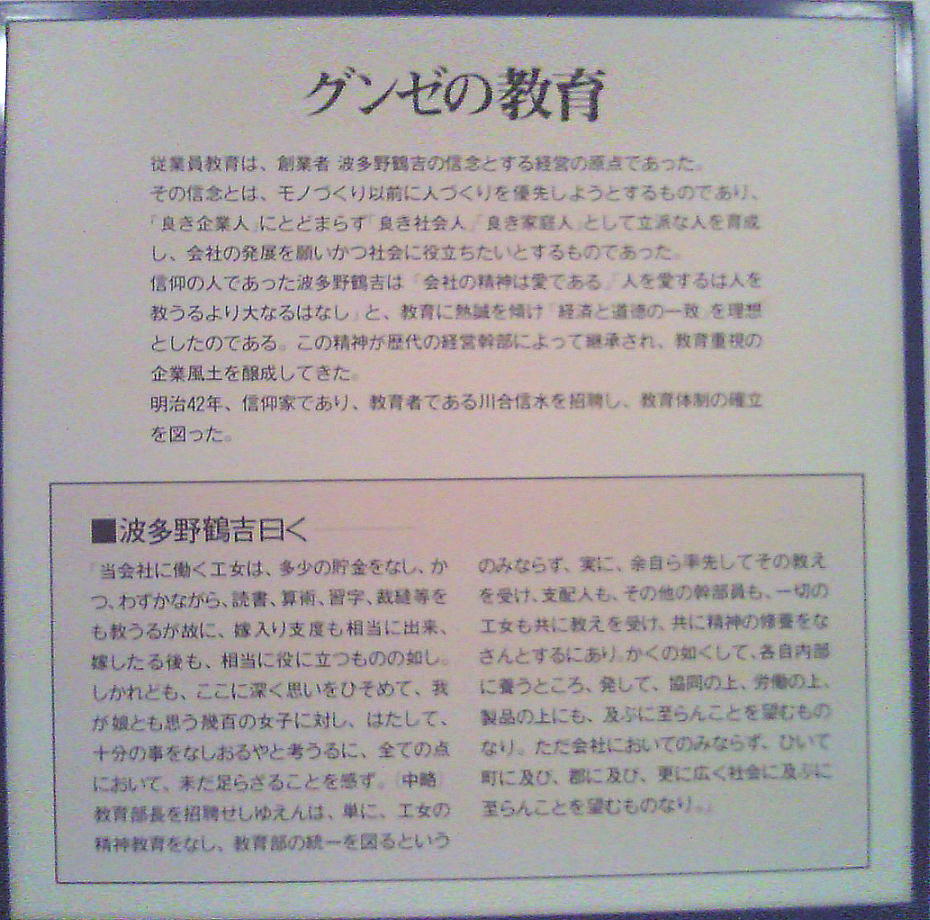 グンゼの教育
従業員教育は、創業者 波多野鶴吉の信念とする経営の原点であった。
その信念とは、モノづくり以前に人づくりを優先しようとするものであり、
「良き企業人」にとどまらず「良き社会人」「良き家庭人」として立派な人を育成
し、会社の発展を願いかつ社会に役立ちたいとするものであった。
信仰の人であった波多野鶴吉は「会社の精神は愛である」「人を愛するは人を
教うるより大なるはなし」と、教育に熱誠を傾け「経済と道徳の一致」を理想
としたのである。この精神が歴代の経営幹部によって継承され、教育重視の
企業風土を醸成してきた。
明治42年、信仰家であり、教育者である川合信水を招聘し、教育体制の確立
を図った。
■波多野鶴吉曰く
「当会社に働く工女は、多少の貯金をなし、か
つ、わずかながら、読書、算術、習字、裁縫等を
も教うるが故に、嫁入り支度も相当に出来、
嫁したる後も、相当に役に立つものの如し。
しかれども、ここに深く思いをひそめて、我
が娘とも思う幾百の女子に対し、はたして、
十分の事をなしおるやと考うるに、全ての点
において、未だ足らざることを感ず。(中略)
教育部長を招聘せしゆえんは、単に、工女の
精神教育をなし、教育部の統一を図るという
のみならず、実に、余自ら率先してその教え
を受け、支配人も、その他の幹部員も、一切の
工女も共に教えを受け、共に精神の修養をな
さんとするにあり。かくの如くして、各自内部
に養うところ、発して、協同の上、労働の上、
製品の上にも、及ぶに至らんことを望むもの
なり。ただ会社においてのみならず、ひいて
町に及び、郡に及び、更に広く社会に及ぶに
至らんことを望むものなり。」